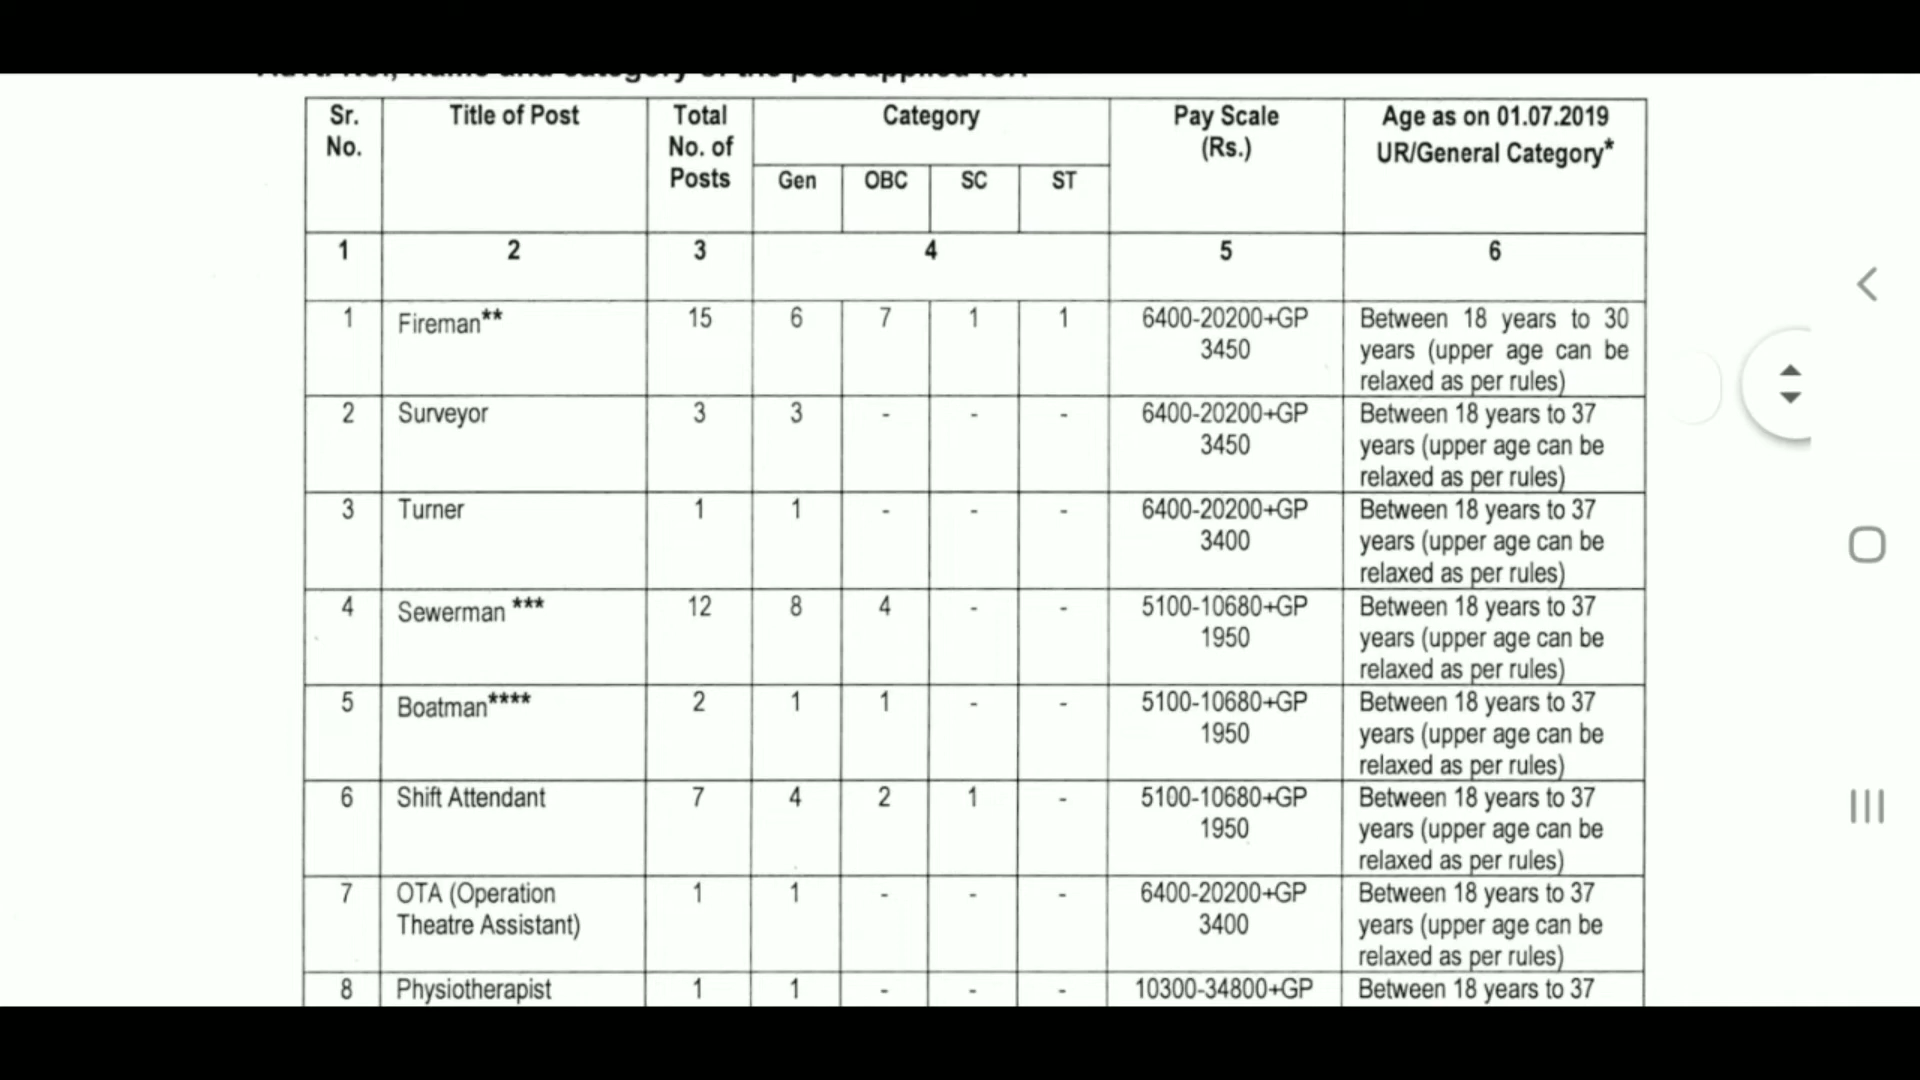 Advt. No., Name and category of the post applied for.
Sr. No. Title of Post Total No. of Posts Category Pay Scale (Rs.) Age as on 01.07.2019 UR/General Category*
Gen OBC SC ST
1 2 3 4 5 6
1 Fireman** 15 6 7 1 1 6400-20200+GP 3450 Between 18 years to 30 years (upper age can be relaxed as per rules)
2 Surveyor 3 3 - - - 6400-20200+GP 3450 Between 18 years to 37 years (upper age can be relaxed as per rules)
3 Turner 1 1 - - - 6400-20200+GP 3400 Between 18 years to 37 years (upper age can be relaxed as per rules)
4 Sewerman *** 12 8 4 - - 5100-10680+GP 1950 Between 18 years to 37 years (upper age can be relaxed as per rules)
5 Boatman**** 2 1 1 - - 5100-10680+GP 1950 Between 18 years to 37 years (upper age can be relaxed as per rules)
6 Shift Attendant 7 4 2 1 - 5100-10680+GP 1950 Between 18 years to 37 years (upper age can be relaxed as per rules)
7 OTA (Operation Theatre Assistant) 1 1 - - - 6400-20200+GP 3400 Between 18 years to 37 years (upper age can be relaxed as per rules)
8 Physiotherapist 1 1 - - - 10300-34800+GP Between 18 years to 37